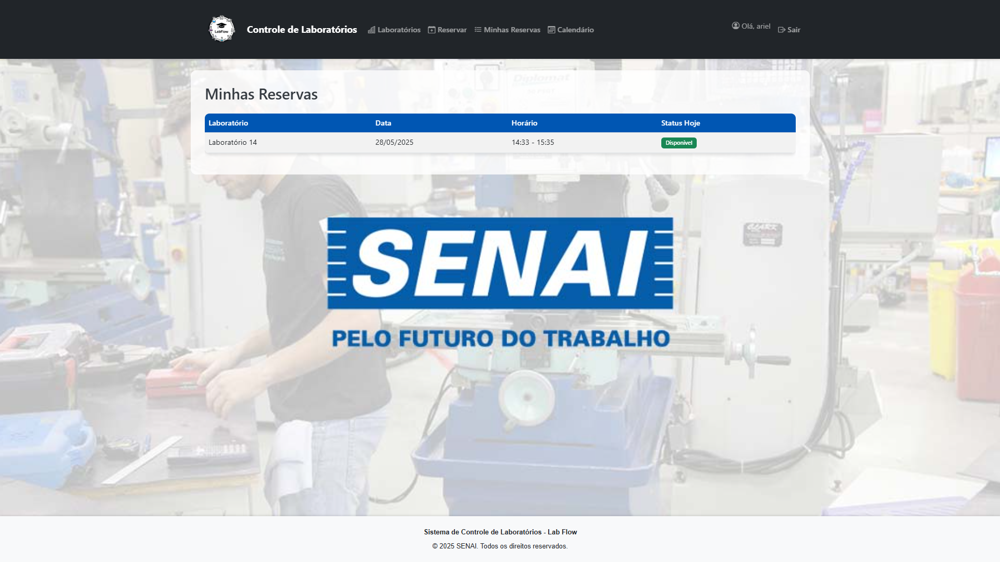 LabFlow
Controle de Laboratórios
Laboratórios
Reservar
Minhas Reservas
Calendário
Olá, ariel
Sair
Diplomat
Minhas Reservas
Laboratório Data Horário Status Hoje
Laboratório 14 28/05/2025 14:33 - 15:35 Disponível
CLARK
SENAI
PELO FUTURO DO TRABALHO
Sistema de Controle de Laboratórios - Lab Flow
© 2025 SENAI. Todos os direitos reservados.